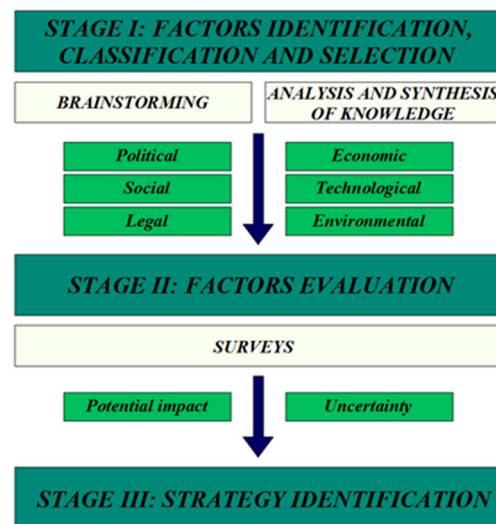 STAGE I: FACTORS IDENTIFICATION,
CLASSIFICATION AND SELECTION
BRAINSTORMING
ANALYSIS AND SYNTHESIS
OF KNOWLEDGE
Political
Economic
Social
Technological
Legal
Environmental
STAGE II: FACTORS EVALUATION
SURVEYS
Potential impact
Uncertainty
STAGE III: STRATEGY IDENTIFICATION